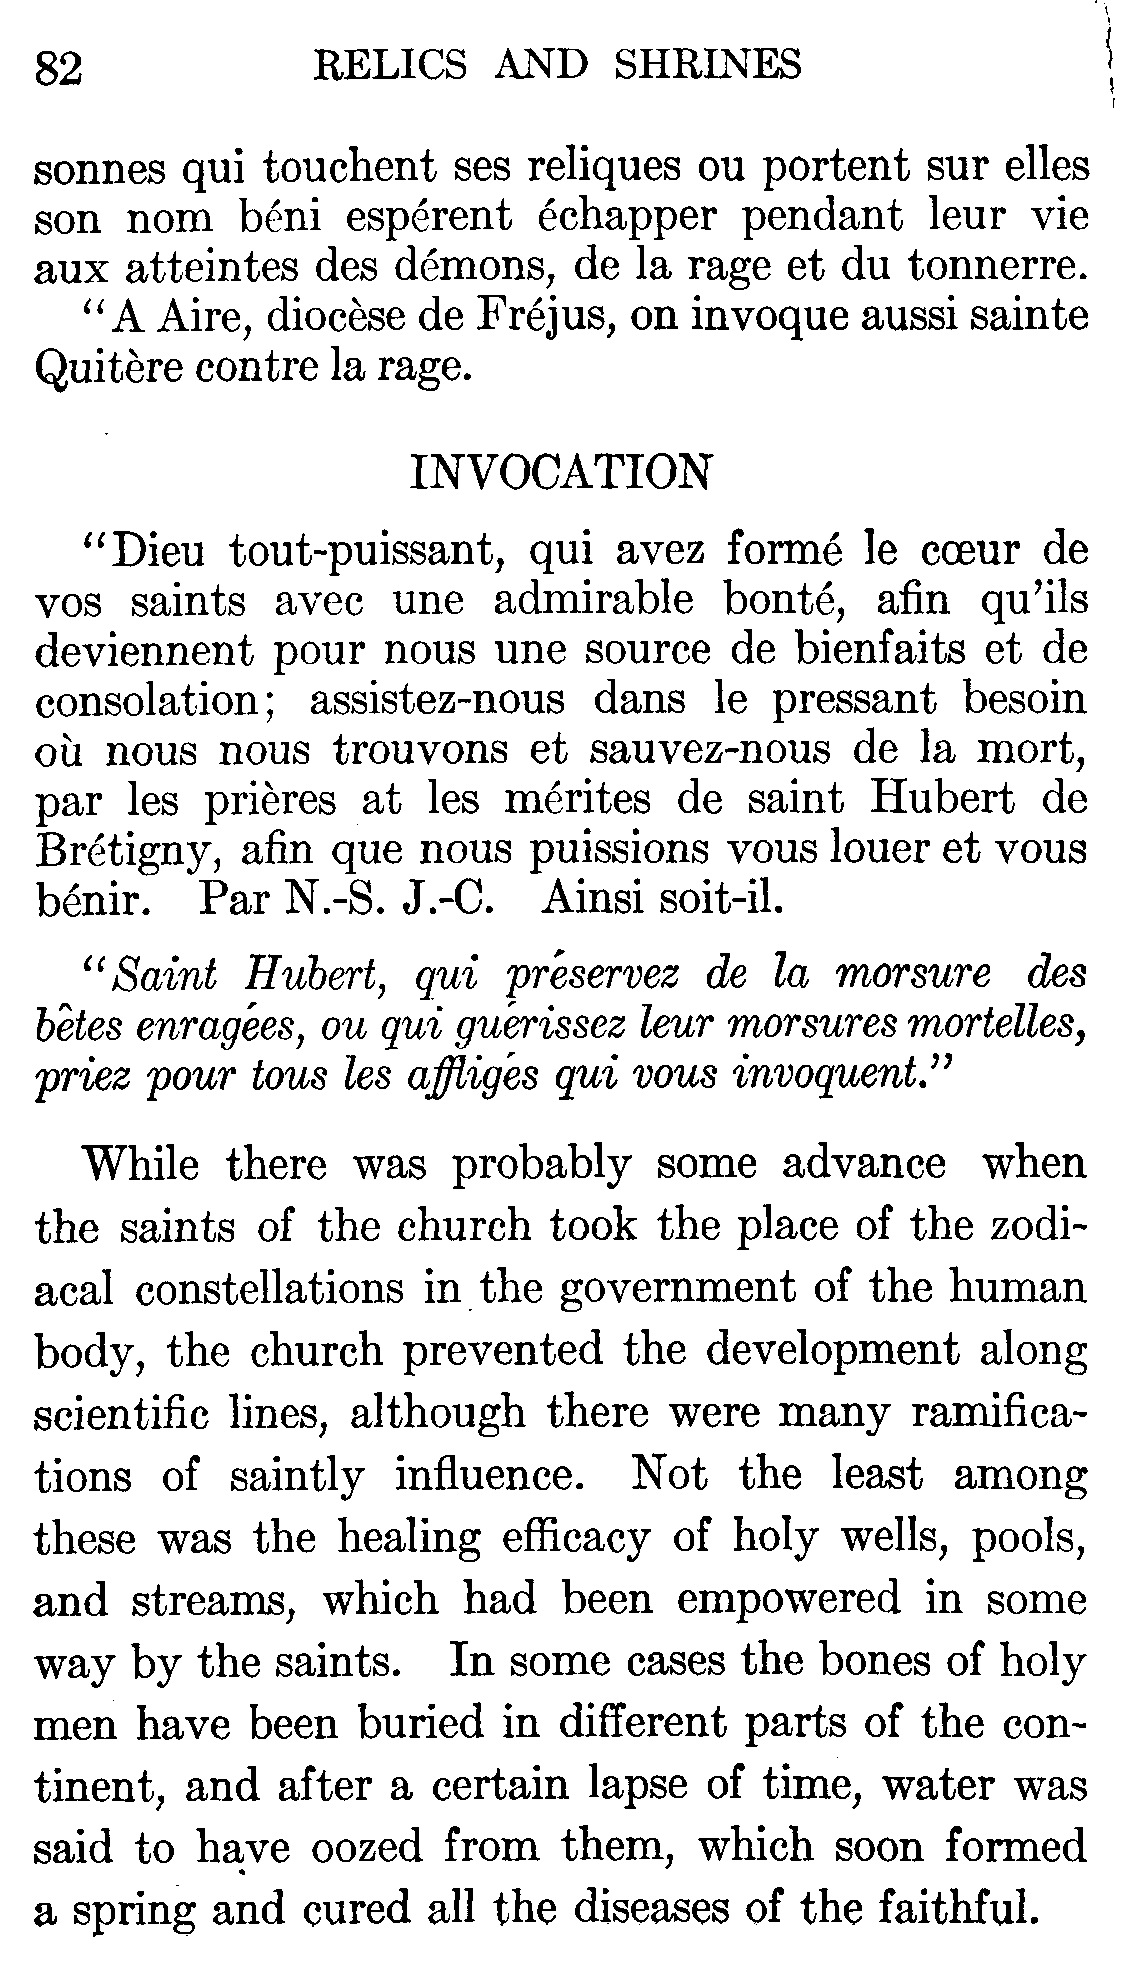 82 RELICS AND SHRINES
sonnes qui touchent ses reliques ou portent sur elles
son nom béni espérent échapper pendant leur vie
aux atteintes des démons, de la rage et du tonnerre.
“A Aire, diocèse de Fréjus, on invoque aussi sainte
Quitère contre la rage.
INVOCATION
“Dieu tout-puissant, qui avez formé le cœur de
vos saints avec une admirable bonté, afin qu’ils
deviennent pour nous une source de bienfaits et de
consolation; assistez-nous dans le pressant besoin
où nous nous trouvons et sauvez-nous de la mort,
par les prières at les mérites de saint Hubert de
Brétigny, afin que nous puissions vous louer et vous
bénir. Par N.-S. J.-C. Ainsi soit-il.
“Saint Hubert, qui préservez de la morsure des
bêtes enragées, ou qui guérissez leur morsures mortelles,
priez pour tous les affligés qui vous invoquent.”
While there was probably some advance when
the saints of the church took the place of the zodi-
acal constellations in the government of the human
body, the church prevented the development along
scientific lines, although there were many ramifica-
tions of saintly influence. Not the least among
these was the healing efficacy of holy wells, pools,
and streams, which had been empowered in some
way by the saints. In some cases the bones of holy
men have been buried in different parts of the con-
tinent, and after a certain lapse of time, water was
said to have oozed from them, which soon formed
a spring and cured all the diseases of the faithful.